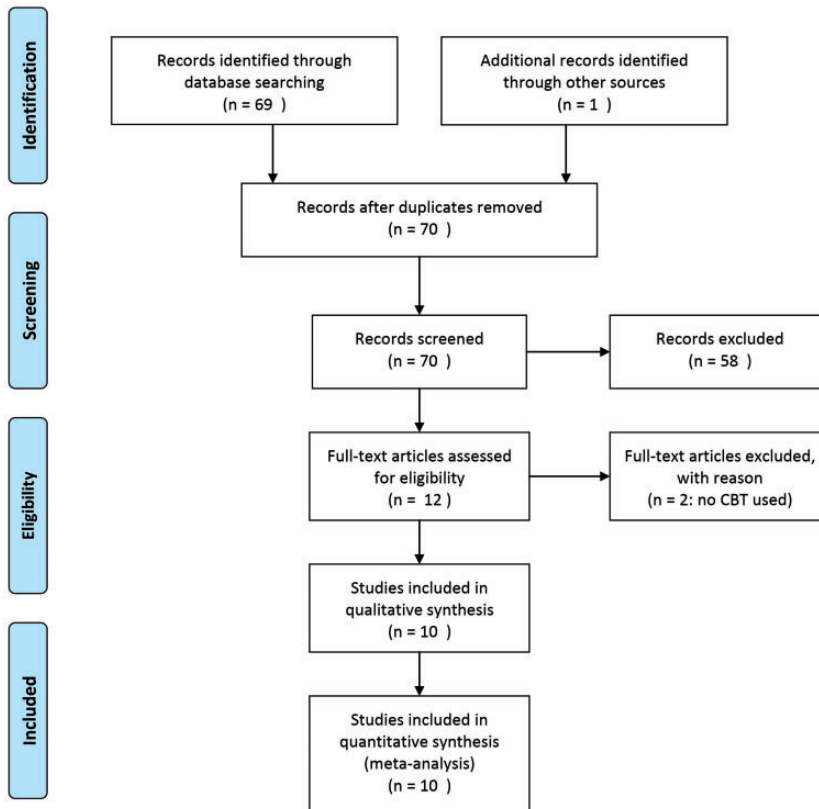 Identification
Records identified through
database searching
(n = 69  )
Additional records identified
through other sources
(n = 1  )
Records after duplicates removed
(n = 70  )
Screening
Records screened
(n = 70  )
Records excluded
(n = 58  )
Eligibility
Full-text articles assessed
for eligibility
(n =  12  )
Full-text articles excluded,
with reason
(n = 2: no CBT used)
Studies included in
qualitative synthesis
(n = 10  )
Included
Studies included in
quantitative synthesis
(meta-analysis)
(n = 10  )